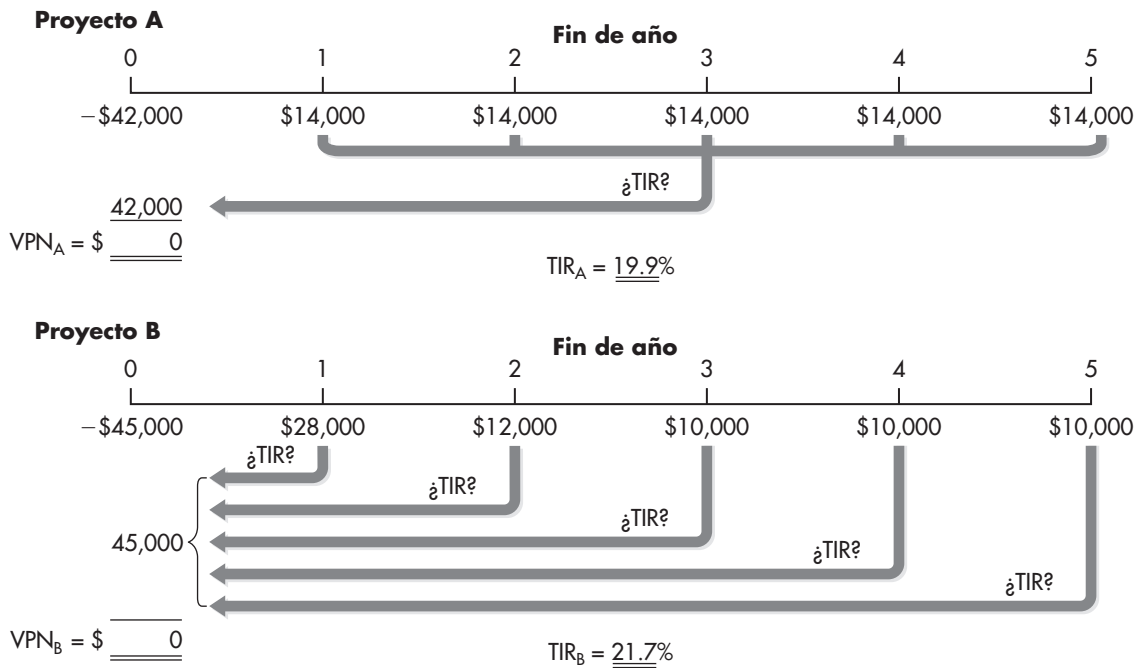 Proyecto A
Fin de año
0 1 2 3 4 5
−$42,000 $14,000 $14,000 $14,000 $14,000 $14,000
¿TIR?
42,000
VPN_A = $ 0
TIR_A = 19.9%
Proyecto B
Fin de año
0 1 2 3 4 5
−$45,000 $28,000 $12,000 $10,000 $10,000 $10,000
¿TIR?
¿TIR?
¿TIR?
45,000
¿TIR?
¿TIR?
VPN_B = $ 0
TIR_B = 21.7%